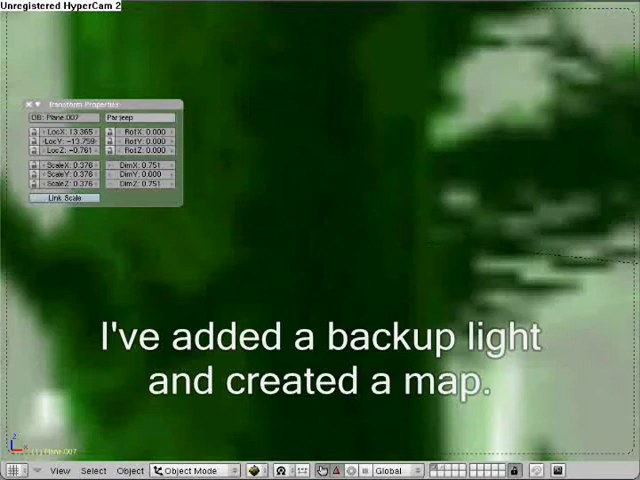 Unregistered HyperCam 2
Transform Properties
OB: Plane.007
Par:
LocX: 13.365
RotX: 0.000
LocY: -13.759
RotY: 0.000
LocZ: -0.761
RotZ: 0.000
ScaleX: 0.376
DimX: 0.751
ScaleY: 0.376
DimY: 0.000
ScaleZ: 0.376
DimZ: 0.751
Link Scale
I've added a backup light
and created a map.
(1) Plane.007
View Select Object Object Mode Global